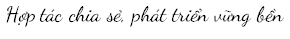 Hợp tác chia sẻ, phát triển vững bền